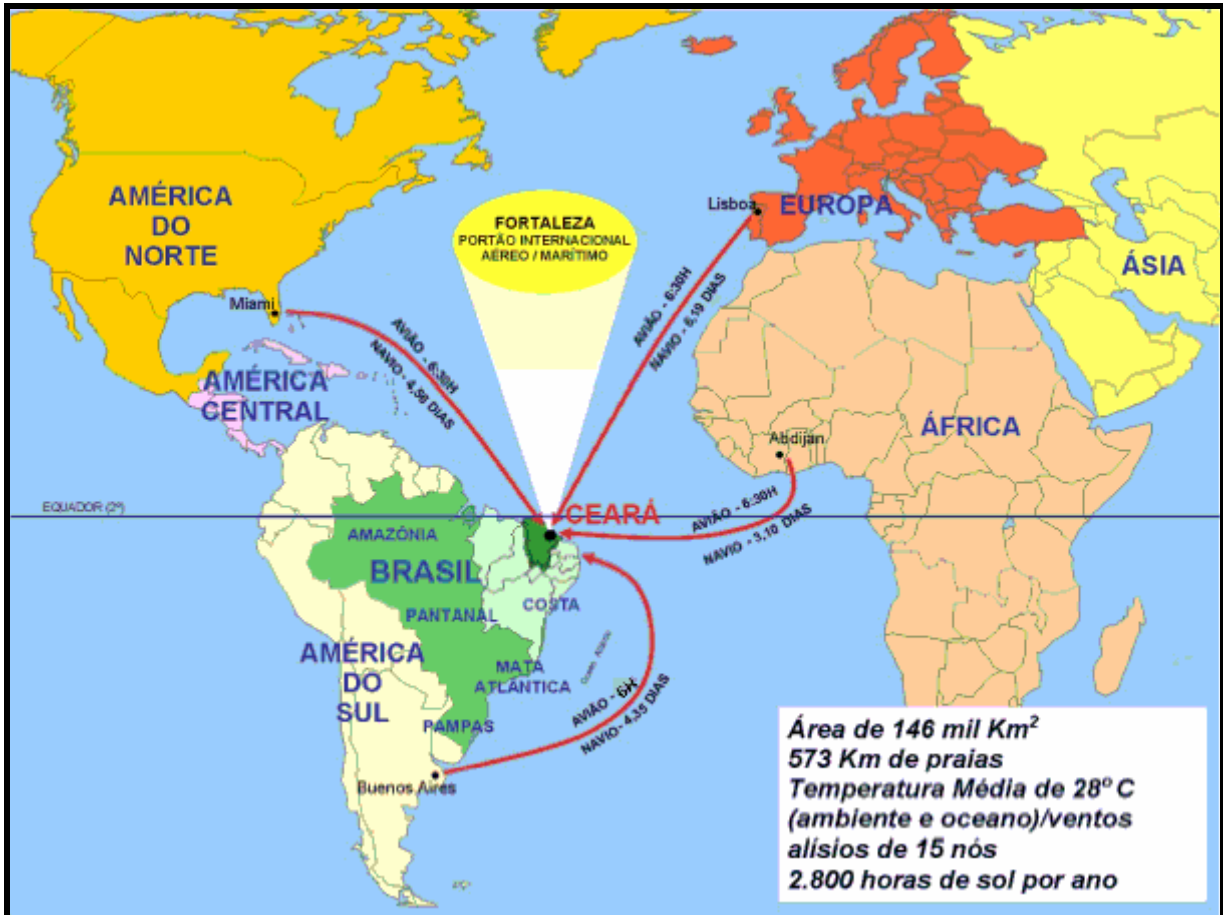 AMÉRICA
DO
NORTE
Miami
AVIÃO - 6:30H
NAVIO - 4,56 DIAS
AMÉRICA
CENTRAL
FORTALEZA
PORTÃO INTERNACIONAL
AÉREO / MARÍTIMO
Lisboa
EUROPA
AVIÃO - 6:30H
NAVIO - 6,19 DIAS
ÁSIA
ÁFRICA
Abdiján
AVIÃO - 6:30H
NAVIO - 3,10 DIAS
EQUADOR (2º)
CEARÁ
AMAZÔNIA
BRASIL
COSTA
PANTANAL
AMÉRICA
DO
SUL
MATA
ATLÂNTICA
PAMPAS
Buenos Aires
AVIÃO - 6H
NAVIO - 4,35 DIAS
Área de 146 mil Km²
573 Km de praias
Temperatura Média de 28º C
(ambiente e oceano)/ventos
alísios de 15 nós
2.800 horas de sol por ano